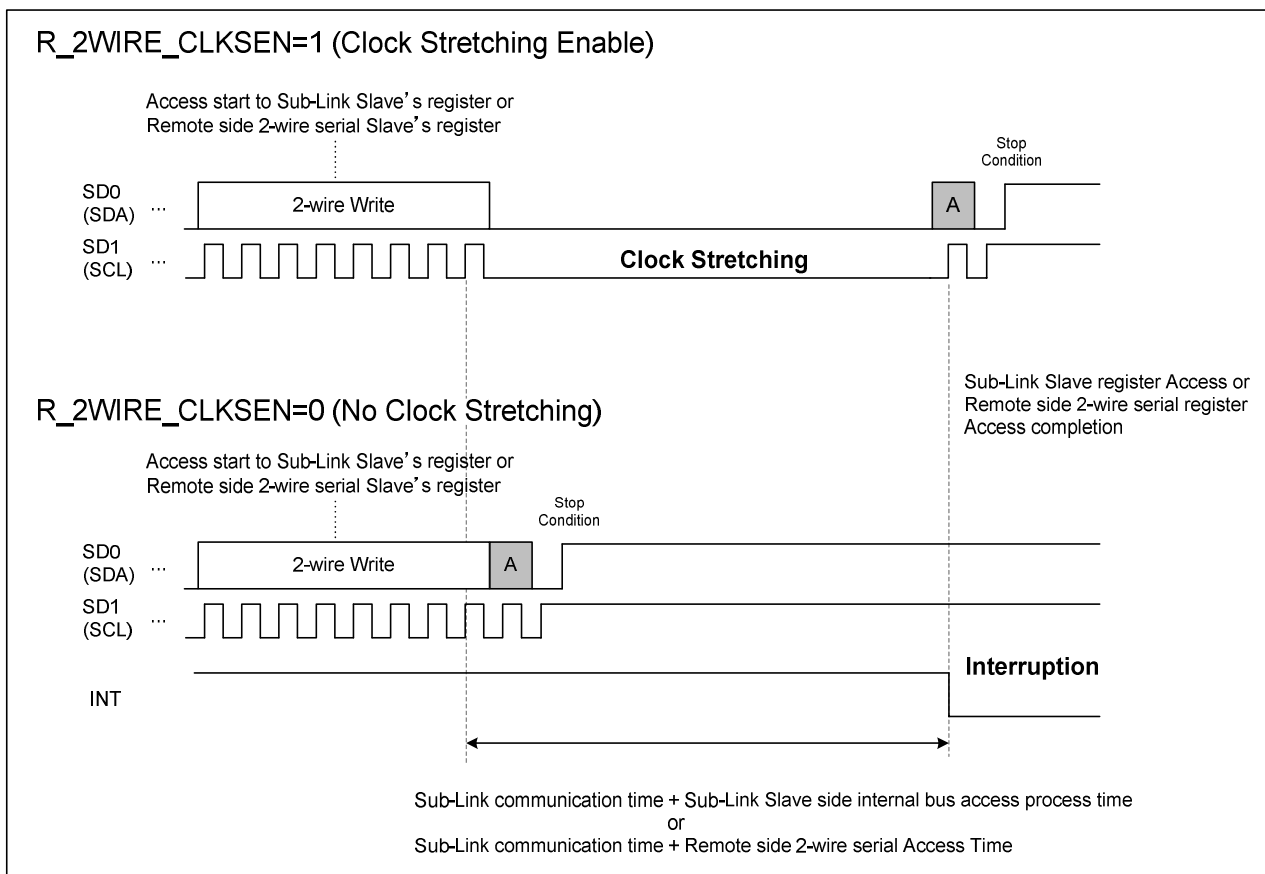 R_2WIRE_CLKSEN=1 (Clock Stretching Enable)
Access start to Sub-Link Slave’s register or
Remote side 2-wire serial Slave’s register
Stop
Condition
SD0
(SDA) ...
2-wire Write
A
SD1
(SCL) ...
Clock Stretching
Sub-Link Slave register Access or
Remote side 2-wire serial register
Access completion
R_2WIRE_CLKSEN=0 (No Clock Stretching)
Access start to Sub-Link Slave’s register or
Remote side 2-wire serial Slave’s register
Stop
Condition
SD0
(SDA) ...
2-wire Write
A
SD1
(SCL) ...
Interruption
INT
Sub-Link communication time + Sub-Link Slave side internal bus access process time
or
Sub-Link communication time + Remote side 2-wire serial Access Time